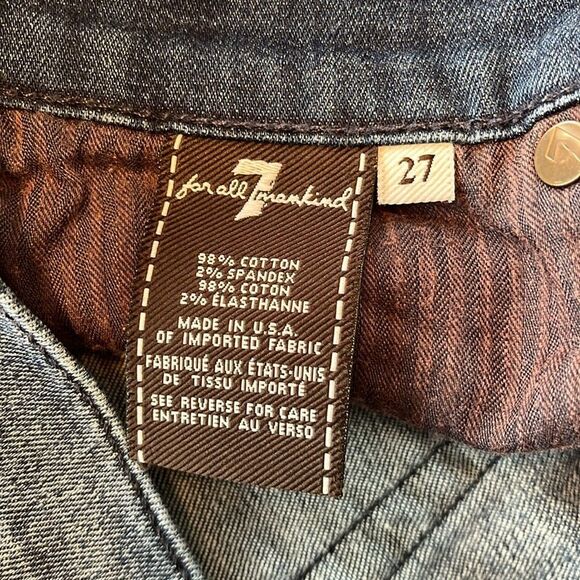 7
for all mankind
27
98% COTTON
2% SPANDEX
98% COTON
2% ÉLASTHANNE
MADE IN U.S.A.
OF IMPORTED FABRIC
FABRIQUÉ AUX ÉTATS-UNIS
DE TISSU IMPORTÉ
SEE REVERSE FOR CARE
ENTRETIEN AU VERSO